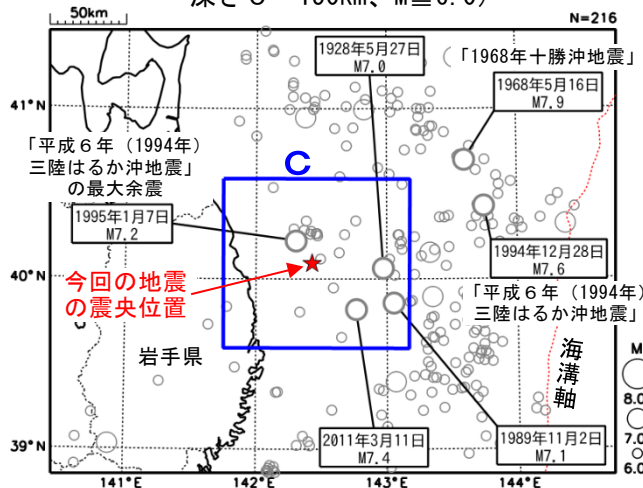 深さ0～150km、M≧6.0)
50km
N=216
1928年5月27日
M7.0
「1968年十勝沖地震」
1968年5月16日
M7.9
41°N
「平成６年（1994年）
三陸はるか沖地震」
の最大余震
C
1995年1月7日
M7.2
1994年12月28日
M7.6
40°N
今回の地震
の震央位置
「平成６年（1994年）
三陸はるか沖地震」
岩手県
海溝軸
M
8.0
7.0
6.0
2011年3月11日
M7.4
1989年11月2日
M7.1
39°N
141°E
142°E
143°E
144°E